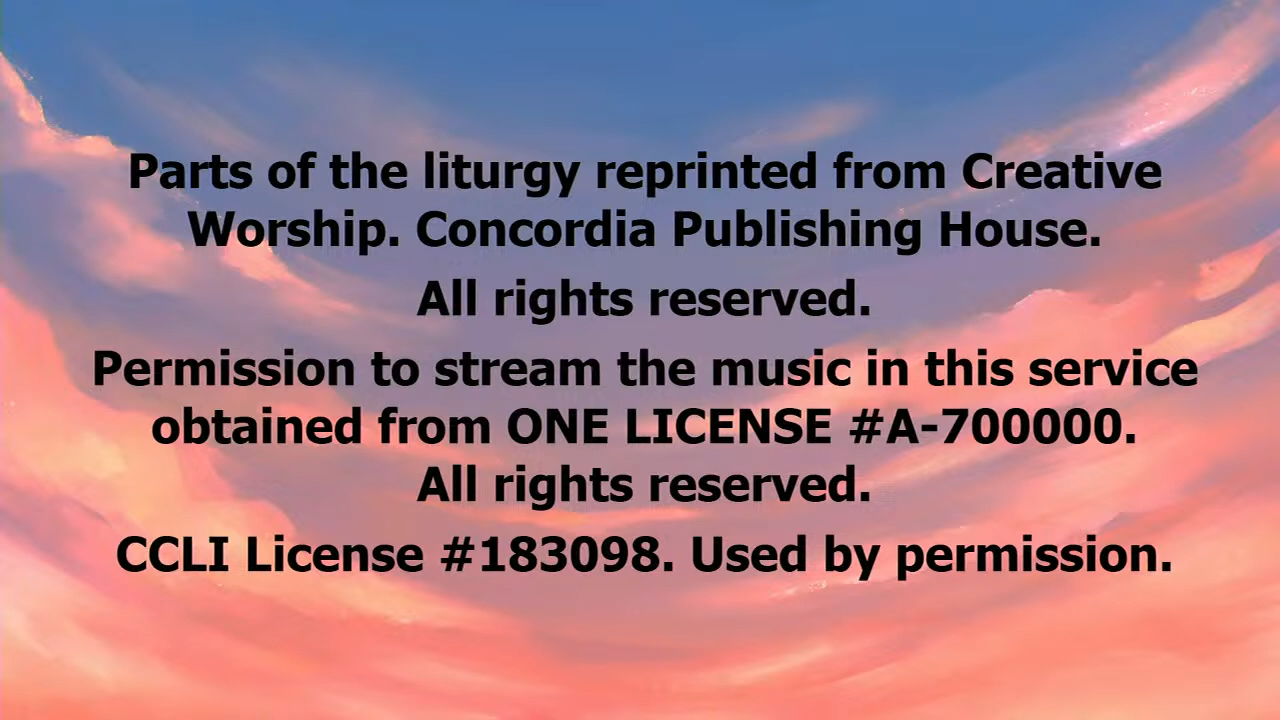 Parts of the liturgy reprinted from Creative
Worship. Concordia Publishing House.
All rights reserved.
Permission to stream the music in this service
obtained from ONE LICENSE #A-700000.
All rights reserved.
CCLI License #183098. Used by permission.